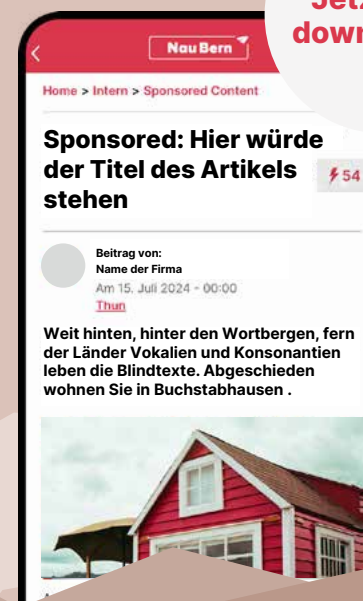 Jetz
down
Nau Bern
Home > Intern > Sponsored Content
Sponsored: Hier würde
der Titel des Artikels
stehen
54
Beitrag von:
Name der Firma
Am 15. Juli 2024 - 00:00
Thun
Weit hinten, hinter den Wortbergen, fern
der Länder Vokalien und Konsonantien
leben die Blindtexte. Abgeschieden
wohnen Sie in Buchstabhausen .